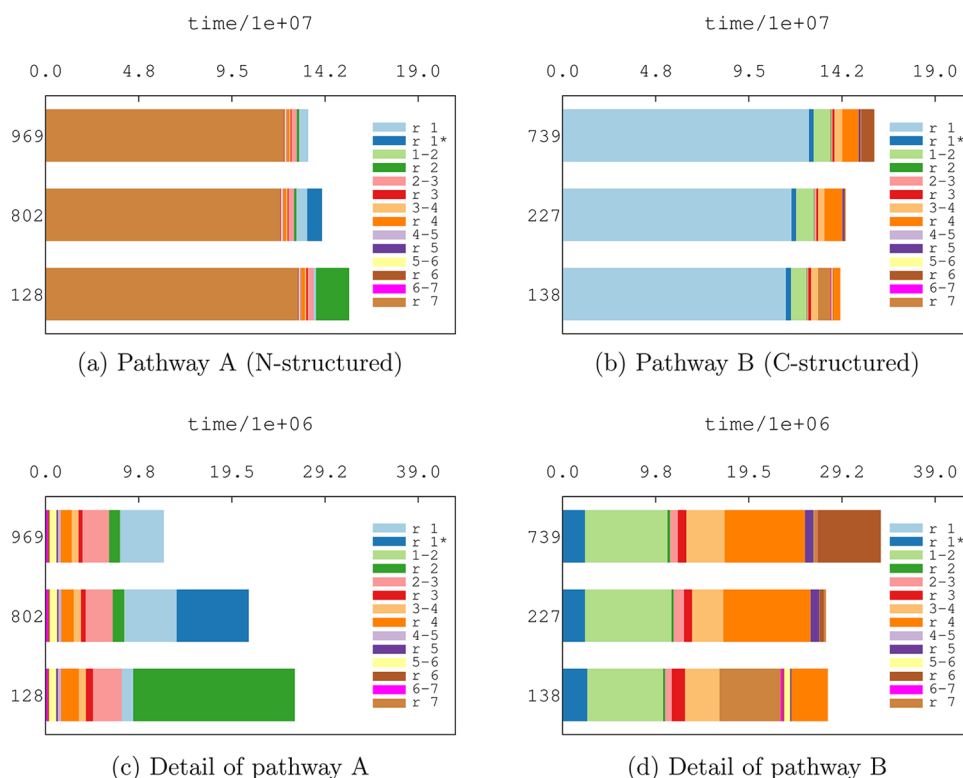 time/1e+07
0.0 4.8 9.5 14.2 19.0
969
802
128
r 1
r 1*
1-2
r 2
2-3
r 3
3-4
r 4
4-5
r 5
5-6
r 6
6-7
r 7
(a) Pathway A (N-structured)
time/1e+07
0.0 4.8 9.5 14.2 19.0
739
227
138
r 1
r 1*
1-2
r 2
2-3
r 3
3-4
r 4
4-5
r 5
5-6
r 6
6-7
r 7
(b) Pathway B (C-structured)
time/1e+06
0.0 9.8 19.5 29.2 39.0
969
802
128
r 1
r 1*
1-2
r 2
2-3
r 3
3-4
r 4
4-5
r 5
5-6
r 6
6-7
r 7
(c) Detail of pathway A
time/1e+06
0.0 9.8 19.5 29.2 39.0
739
227
138
r 1
r 1*
1-2
r 2
2-3
r 3
3-4
r 4
4-5
r 5
5-6
r 6
6-7
r 7
(d) Detail of pathway B